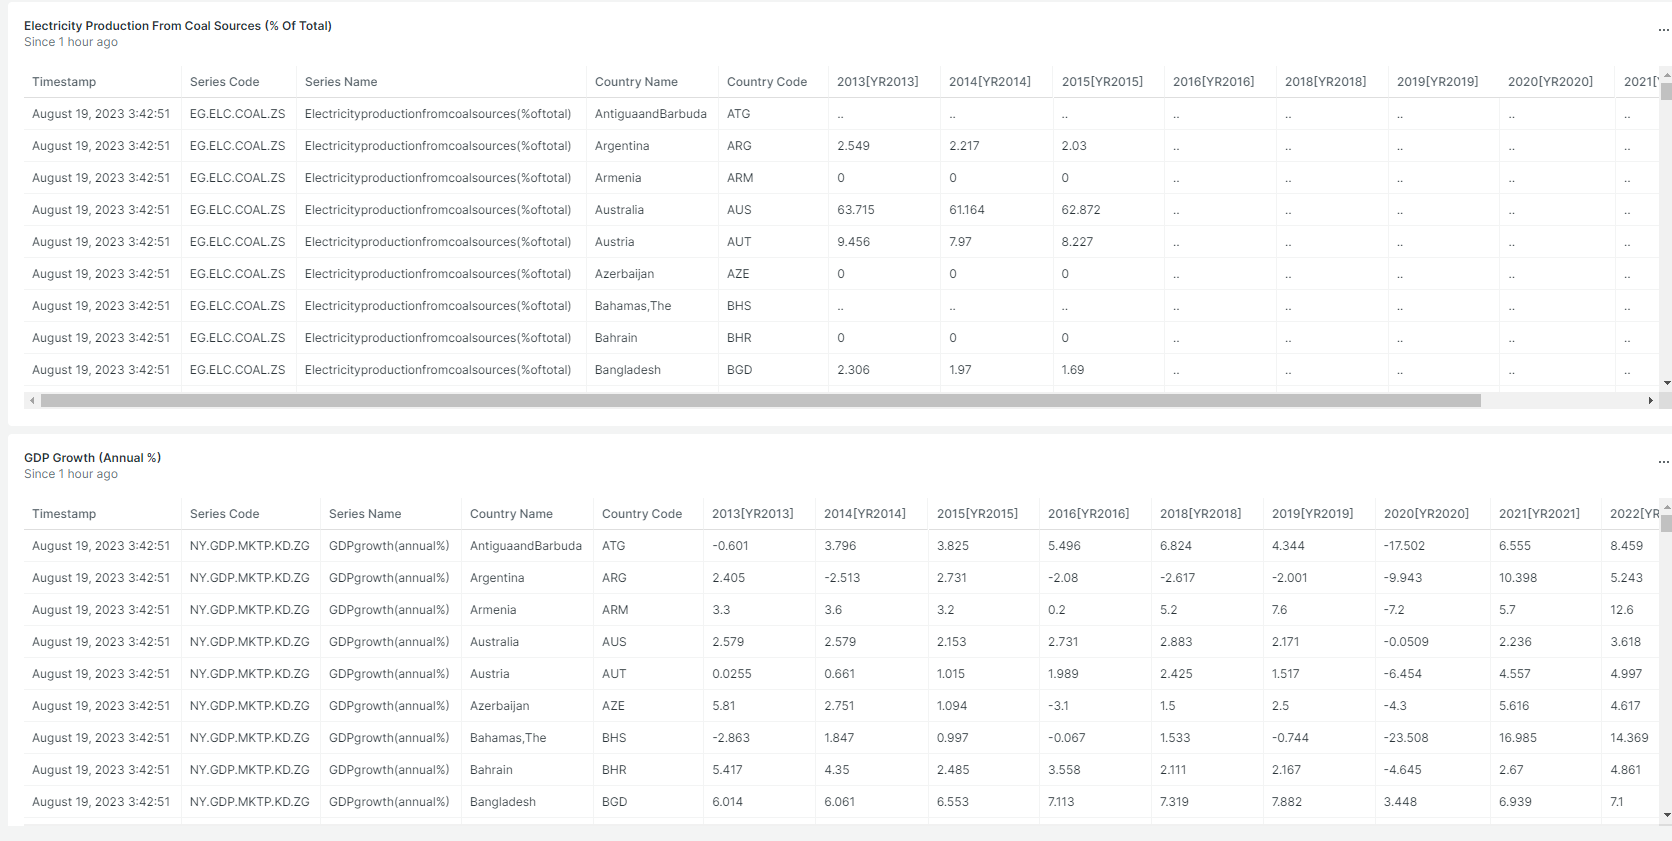 Electricity Production From Coal Sources (% Of Total)
...
Since 1 hour ago
Timestamp Series Code Series Name Country Name Country Code 2013[YR2013] 2014[YR2014] 2015[YR2015] 2016[YR2016] 2018[YR2018] 2019[YR2019] 2020[YR2020] 2021[
August 19, 2023 3:42:51 EG.ELC.COAL.ZS Electricityproductionfromcoalsources(%oftotal) AntiguaandBarbuda ATG .. .. .. .. .. .. .. ..
August 19, 2023 3:42:51 EG.ELC.COAL.ZS Electricityproductionfromcoalsources(%oftotal) Argentina ARG 2.549 2.217 2.03 .. .. .. .. ..
August 19, 2023 3:42:51 EG.ELC.COAL.ZS Electricityproductionfromcoalsources(%oftotal) Armenia ARM 0 0 0 .. .. .. .. ..
August 19, 2023 3:42:51 EG.ELC.COAL.ZS Electricityproductionfromcoalsources(%oftotal) Australia AUS 63.715 61.164 62.872 .. .. .. .. ..
August 19, 2023 3:42:51 EG.ELC.COAL.ZS Electricityproductionfromcoalsources(%oftotal) Austria AUT 9.456 7.97 8.227 .. .. .. .. ..
August 19, 2023 3:42:51 EG.ELC.COAL.ZS Electricityproductionfromcoalsources(%oftotal) Azerbaijan AZE 0 0 0 .. .. .. .. ..
August 19, 2023 3:42:51 EG.ELC.COAL.ZS Electricityproductionfromcoalsources(%oftotal) Bahamas,The BHS .. .. .. .. .. .. .. ..
August 19, 2023 3:42:51 EG.ELC.COAL.ZS Electricityproductionfromcoalsources(%oftotal) Bahrain BHR 0 0 0 .. .. .. .. ..
August 19, 2023 3:42:51 EG.ELC.COAL.ZS Electricityproductionfromcoalsources(%oftotal) Bangladesh BGD 2.306 1.97 1.69 .. .. .. .. ..
GDP Growth (Annual %)
...
Since 1 hour ago
Timestamp Series Code Series Name Country Name Country Code 2013[YR2013] 2014[YR2014] 2015[YR2015] 2016[YR2016] 2018[YR2018] 2019[YR2019] 2020[YR2020] 2021[YR2021] 2022[YR
August 19, 2023 3:42:51 NY.GDP.MKTP.KD.ZG GDPgrowth(annual%) AntiguaandBarbuda ATG -0.601 3.796 3.825 5.496 6.824 4.344 -17.502 6.555 8.459
August 19, 2023 3:42:51 NY.GDP.MKTP.KD.ZG GDPgrowth(annual%) Argentina ARG 2.405 -2.513 2.731 -2.08 -2.617 -2.001 -9.943 10.398 5.243
August 19, 2023 3:42:51 NY.GDP.MKTP.KD.ZG GDPgrowth(annual%) Armenia ARM 3.3 3.6 3.2 0.2 5.2 7.6 -7.2 5.7 12.6
August 19, 2023 3:42:51 NY.GDP.MKTP.KD.ZG GDPgrowth(annual%) Australia AUS 2.579 2.579 2.153 2.731 2.883 2.171 -0.0509 2.236 3.618
August 19, 2023 3:42:51 NY.GDP.MKTP.KD.ZG GDPgrowth(annual%) Austria AUT 0.0255 0.661 1.015 1.989 2.425 1.517 -6.454 4.557 4.997
August 19, 2023 3:42:51 NY.GDP.MKTP.KD.ZG GDPgrowth(annual%) Azerbaijan AZE 5.81 2.751 1.094 -3.1 1.5 2.5 -4.3 5.616 4.617
August 19, 2023 3:42:51 NY.GDP.MKTP.KD.ZG GDPgrowth(annual%) Bahamas,The BHS -2.863 1.847 0.997 -0.067 1.533 -0.744 -23.508 16.985 14.369
August 19, 2023 3:42:51 NY.GDP.MKTP.KD.ZG GDPgrowth(annual%) Bahrain BHR 5.417 4.35 2.485 3.558 2.111 2.167 -4.645 2.67 4.861
August 19, 2023 3:42:51 NY.GDP.MKTP.KD.ZG GDPgrowth(annual%) Bangladesh BGD 6.014 6.061 6.553 7.113 7.319 7.882 3.448 6.939 7.1